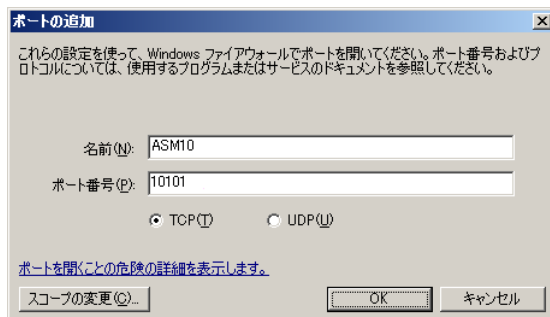 ポートの追加
これらの設定を使って、Windows ファイアウォールでポートを開いてください。ポート番号およびプ
ロトコルについては、使用するプログラムまたはサービスのドキュメントを参照してください。
名前(N): ASM10
ポート番号(P): 10101
TCP(T) UDP(U)
ポートを開くことの危険の詳細を表示します。
スコープの変更(C)... OK キャンセル